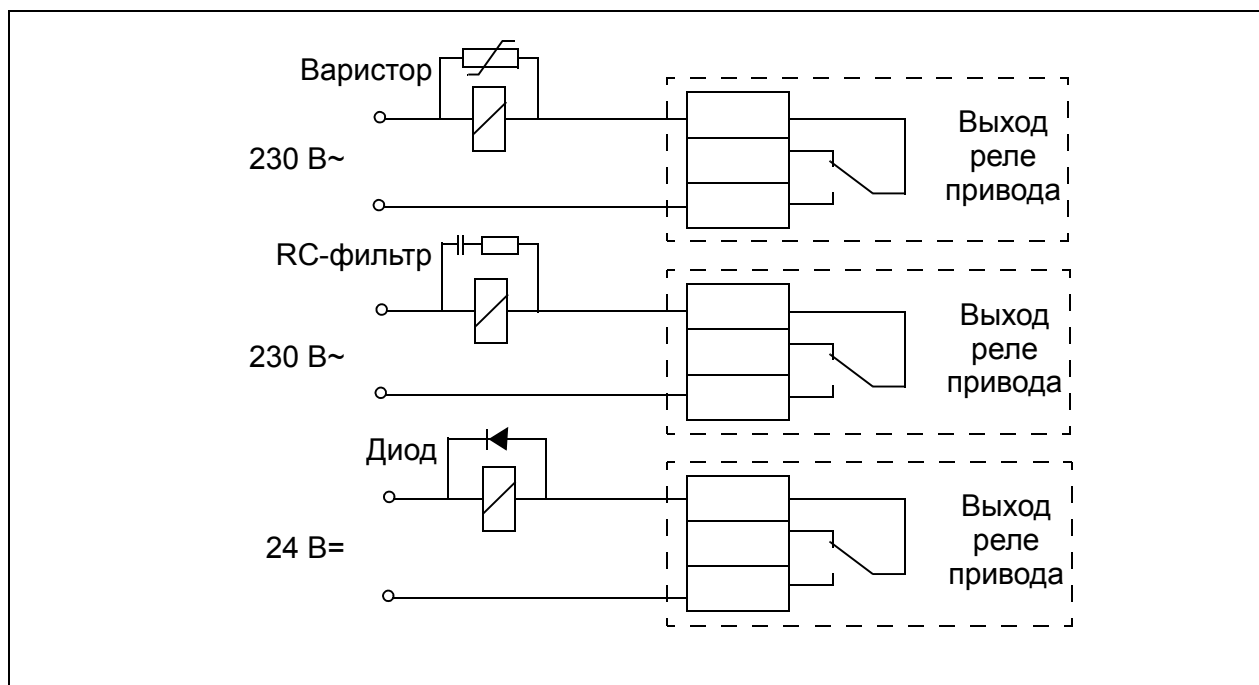 Варистор
230 В~
Выход
реле
привода
RC-фильтр
230 В~
Выход
реле
привода
Диод
24 В=
Выход
реле
привода